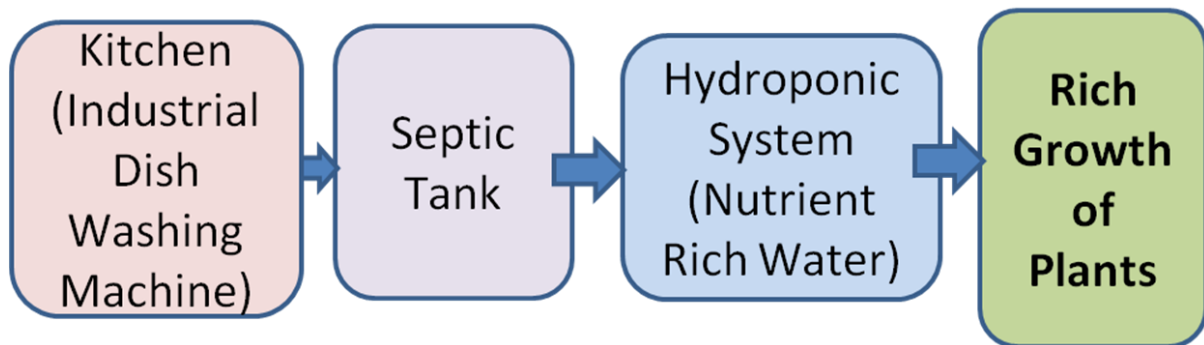 Kitchen
(Industrial
Dish
Washing
Machine)
Septic
Tank
Hydroponic
System
(Nutrient
Rich Water)
Rich
Growth
of
Plants